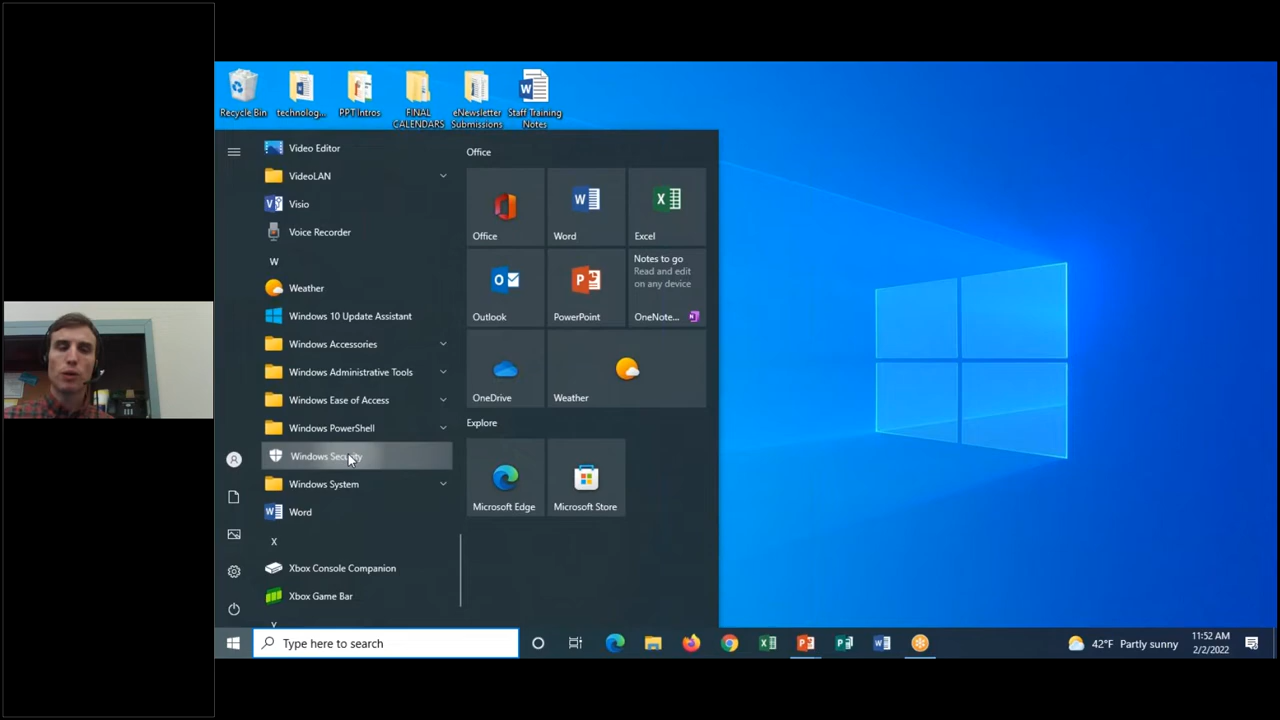 Recycle Bin
technolog...
PPTIntros
FINAL
CALENDARS
eNewsletter
Submissions
Staff Training
Notes
Video Editor
VideoLAN
Visio
Voice Recorder
W
Weather
Windows 10 Update Assistant
Windows Accessories
Windows Administrative Tools
Windows Ease of Access
Windows PowerShell
Windows Security
Windows System
Word
X
Xbox Console Companion
Xbox Game Bar
Y
Office
Office
Word
Excel
Outlook
PowerPoint
Notes to go
Read and edit
on any device
OneNote...
OneDrive
Weather
Explore
Microsoft Edge
Microsoft Store
Type here to search
42°F Partly sunny
11:52 AM
2/2/2022